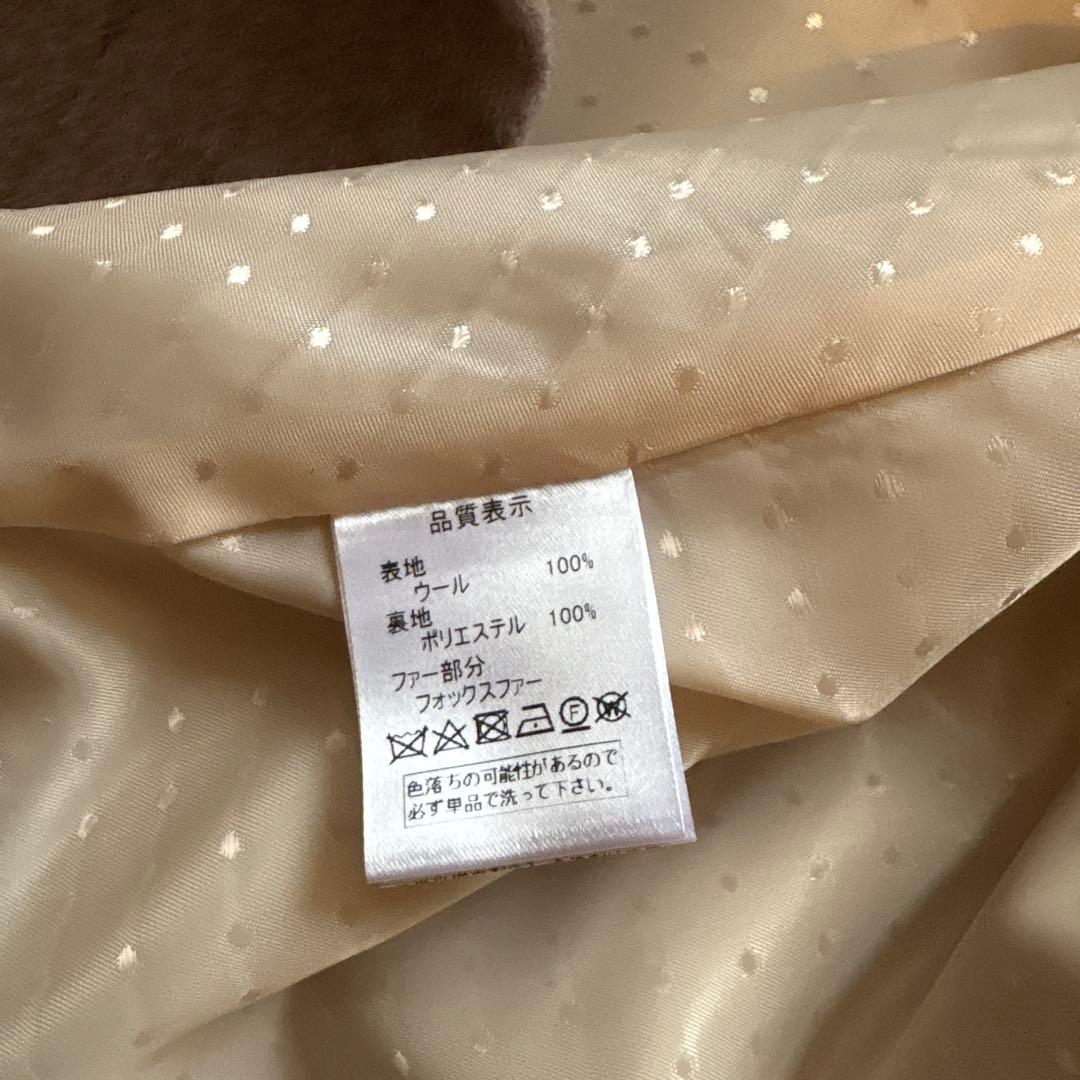 品質表示
表地 100%
ウール
裏地
ポリエステル 100%
ファー部分
フォックスファー
F W
色落ちの可能性があるので
必ず単品で洗って下さい。